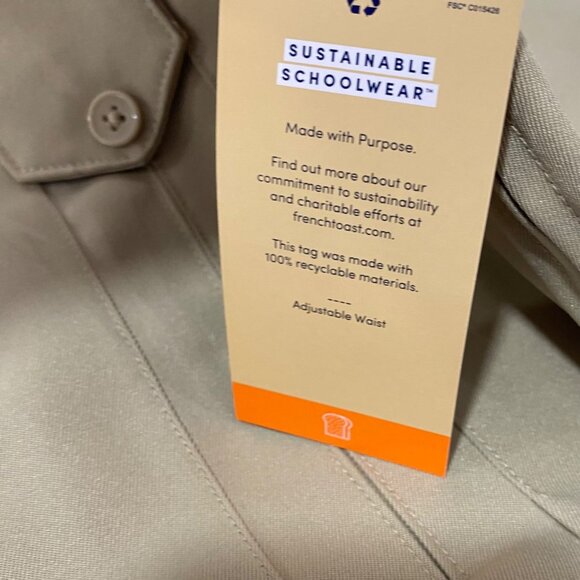 FSC® C015426
SUSTAINABLE
SCHOOLWEAR™
Made with Purpose.
Find out more about our
commitment to sustainability
and charitable efforts at
frenchtoast.com.
This tag was made with
100% recyclable materials.
----
Adjustable Waist